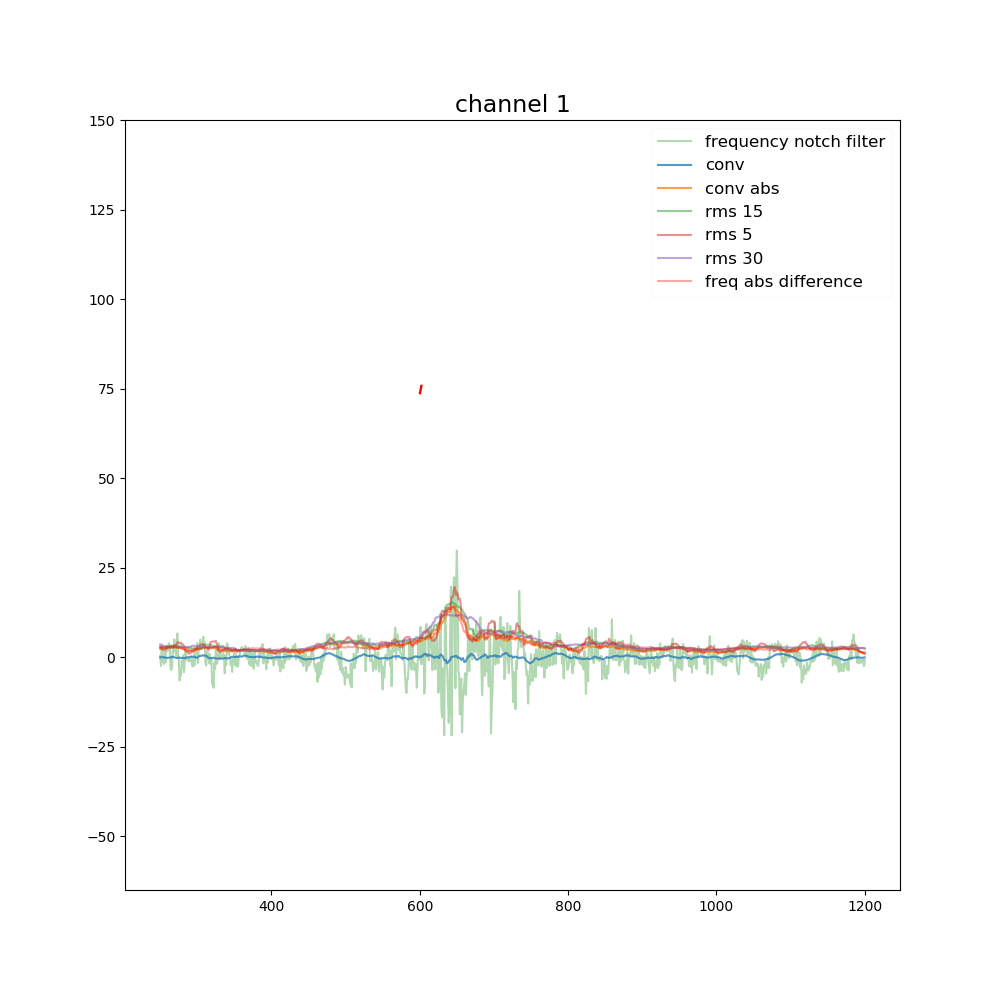 channel 1
150
125
100
75
50
25
0
−25
−50
frequency notch filter
conv
conv abs
rms 15
rms 5
rms 30
freq abs difference
400 600 800 1000 1200